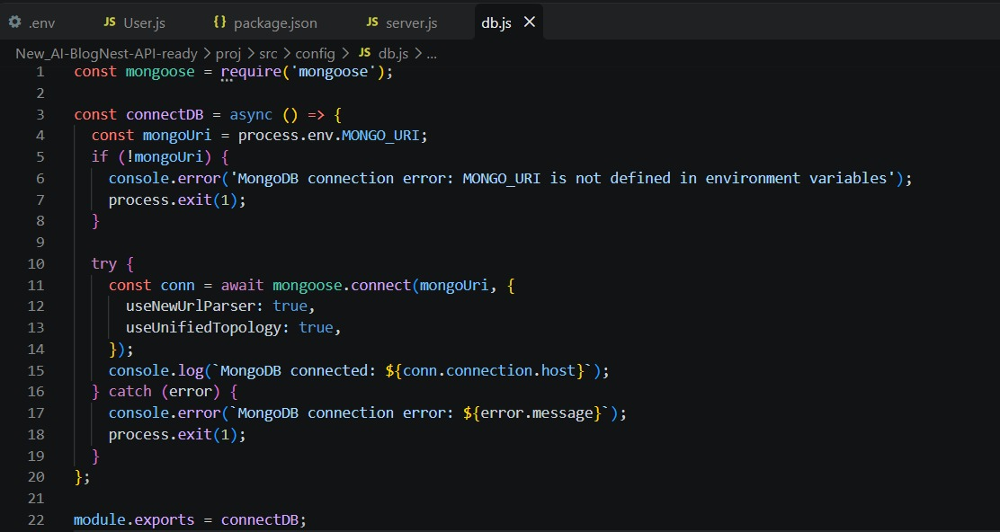 .env JS User.js {} package.json JS server.js db.js ×
New_AI-BlogNest-API-ready > proj > src > config > JS db.js > ...
1 const mongoose = require('mongoose');
2
3 const connectDB = async () => {
4   const mongoUri = process.env.MONGO_URI;
5   if (!mongoUri) {
6     console.error('MongoDB connection error: MONGO_URI is not defined in environment variables');
7     process.exit(1);
8   }
9
10   try {
11     const conn = await mongoose.connect(mongoUri, {
12       useNewUrlParser: true,
13       useUnifiedTopology: true,
14     });
15     console.log(`MongoDB connected: ${conn.connection.host}`);
16   } catch (error) {
17     console.error(`MongoDB connection error: ${error.message}`);
18     process.exit(1);
19   }
20 };
21
22 module.exports = connectDB;